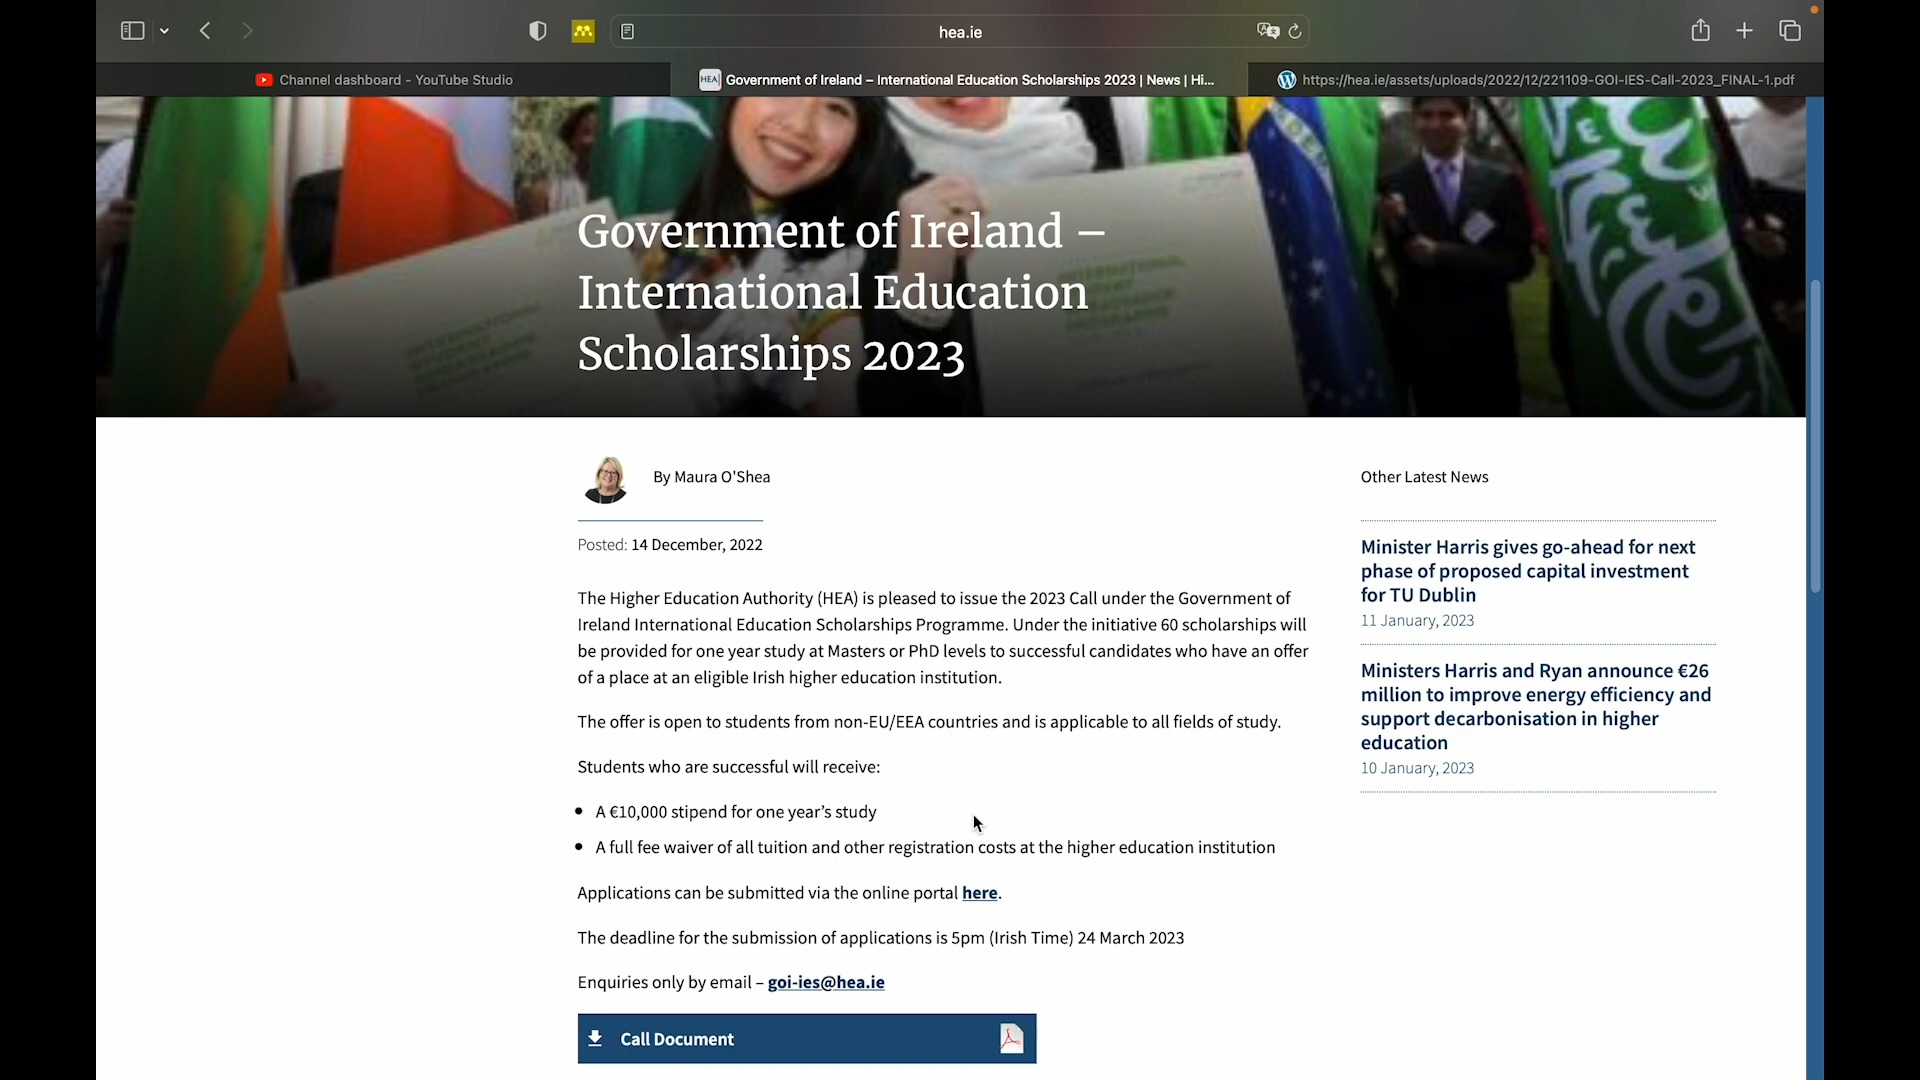 hea.ie
Channel dashboard - YouTube Studio
HEA Government of Ireland – International Education Scholarships 2023 | News | Hi...
https://hea.ie/assets/uploads/2022/12/221109-GOI-IES-Call-2023_FINAL-1.pdf
Government of Ireland –
International Education
Scholarships 2023
By Maura O'Shea
Posted: 14 December, 2022
The Higher Education Authority (HEA) is pleased to issue the 2023 Call under the Government of
Ireland International Education Scholarships Programme. Under the initiative 60 scholarships will
be provided for one year study at Masters or PhD levels to successful candidates who have an offer
of a place at an eligible Irish higher education institution.
The offer is open to students from non-EU/EEA countries and is applicable to all fields of study.
Students who are successful will receive:
• A €10,000 stipend for one year’s study
• A full fee waiver of all tuition and other registration costs at the higher education institution
Applications can be submitted via the online portal here.
The deadline for the submission of applications is 5pm (Irish Time) 24 March 2023
Enquiries only by email – goi-ies@hea.ie
Call Document
Other Latest News
Minister Harris gives go-ahead for next
phase of proposed capital investment
for TU Dublin
11 January, 2023
Ministers Harris and Ryan announce €26
million to improve energy efficiency and
support decarbonisation in higher
education
10 January, 2023